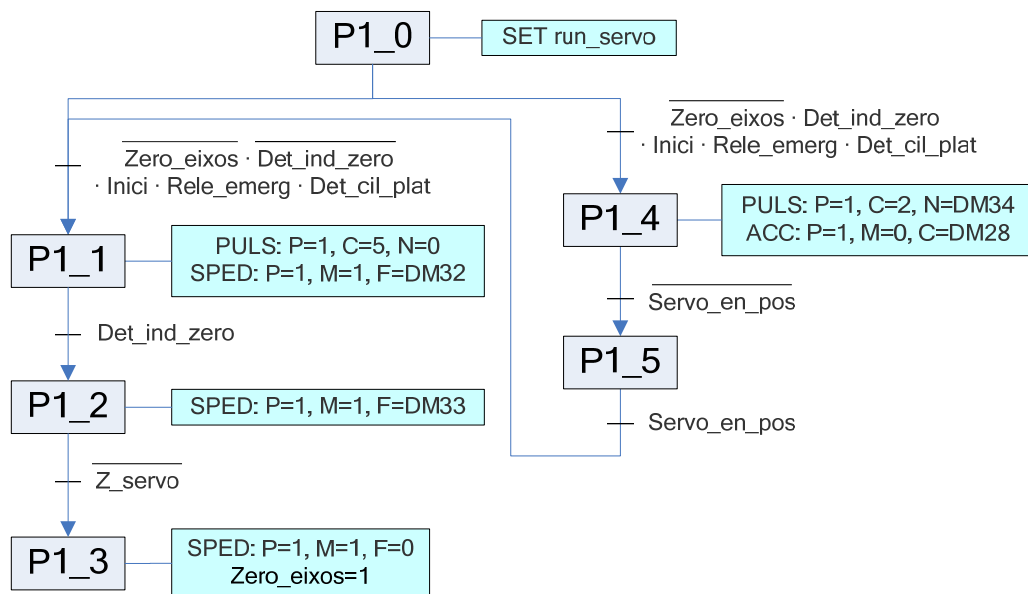 P1_0
SET run_servo
Zero_eixos · Det_ind_zero
· Inici · Rele_emerg · Det_cil_plat
Zero_eixos · Det_ind_zero
· Inici · Rele_emerg · Det_cil_plat
P1_4
PULS: P=1, C=2, N=DM34
ACC: P=1, M=0, C=DM28
P1_1
PULS: P=1, C=5, N=0
SPED: P=1, M=1, F=DM32
Servo_en_pos
Det_ind_zero
P1_5
P1_2
SPED: P=1, M=1, F=DM33
Servo_en_pos
Z_servo
P1_3
SPED: P=1, M=1, F=0
Zero_eixos=1